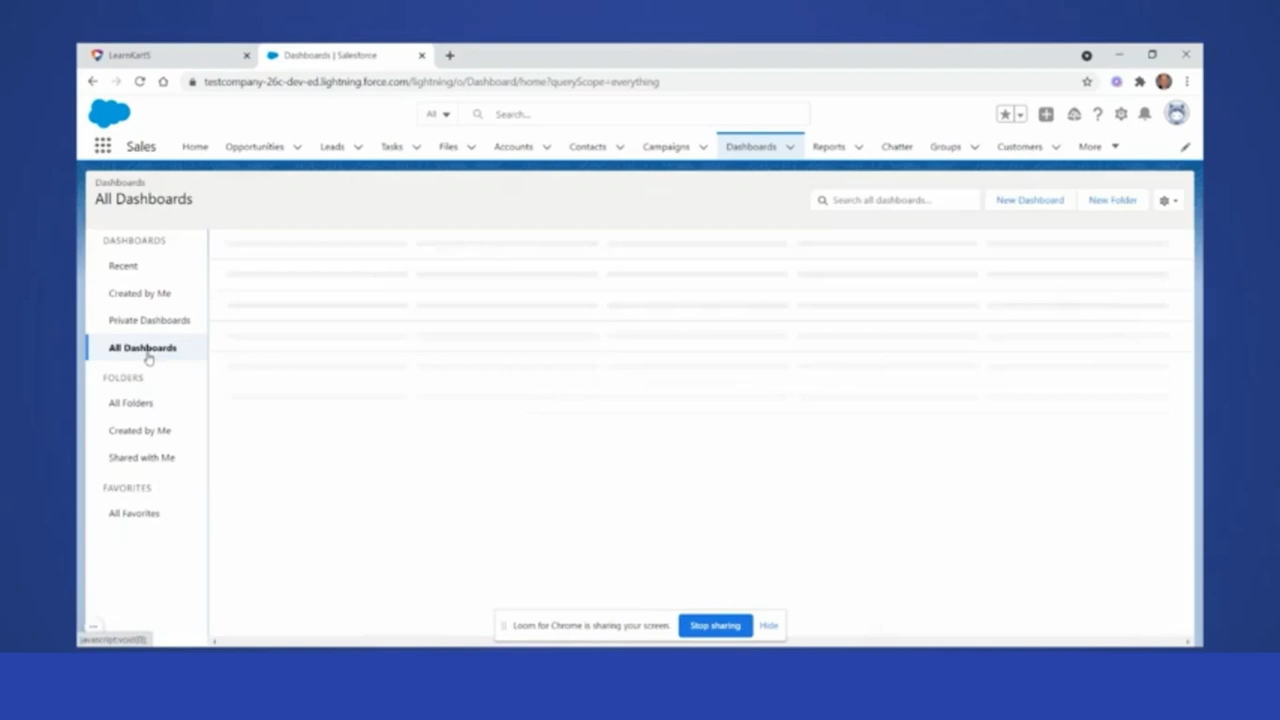 LearnKartS
Dashboards | Salesforce
testcompany-26c-dev-ed.lightning.force.com/lightning/o/Dashboard/home?queryScope=everything
All
Search...
Sales
Home
Opportunities
Leads
Tasks
Files
Accounts
Contacts
Campaigns
Dashboards
Reports
Chatter
Groups
Customers
More
Dashboards
All Dashboards
Search all dashboards...
New Dashboard
New Folder
DASHBOARDS
Recent
Created by Me
Private Dashboards
All Dashboards
FOLDERS
All Folders
Created by Me
Shared with Me
FAVORITES
All Favorites
Loom for Chrome is sharing your screen.
Stop sharing
Hide
javascript:void(0);